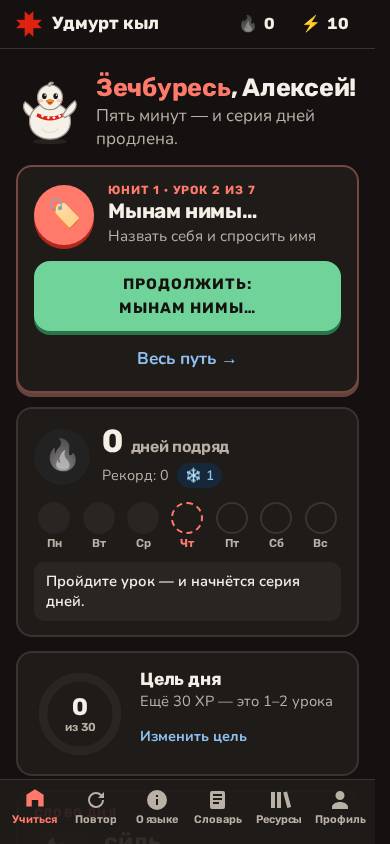 Удмурт кыл
0
10
Ӟечбуресь, Алексей!
Пять минут — и серия дней
продлена.
ЮНИТ 1 • УРОК 2 ИЗ 7
Мынам нимы...
Назвать себя и спросить имя
ПРОДОЛЖИТЬ:
МЫНАМ НИМЫ...
Весь путь →
0 дней подряд
Рекорд: 0
1
Пн Вт Ср Чт Пт Сб Вс
Пройдите урок — и начнётся серия
дней.
Цель дня
0
из 30
Ещё 30 XP — это 1–2 урока
Изменить цель
Учиться Повтор О языке Словарь Ресурсы Профиль